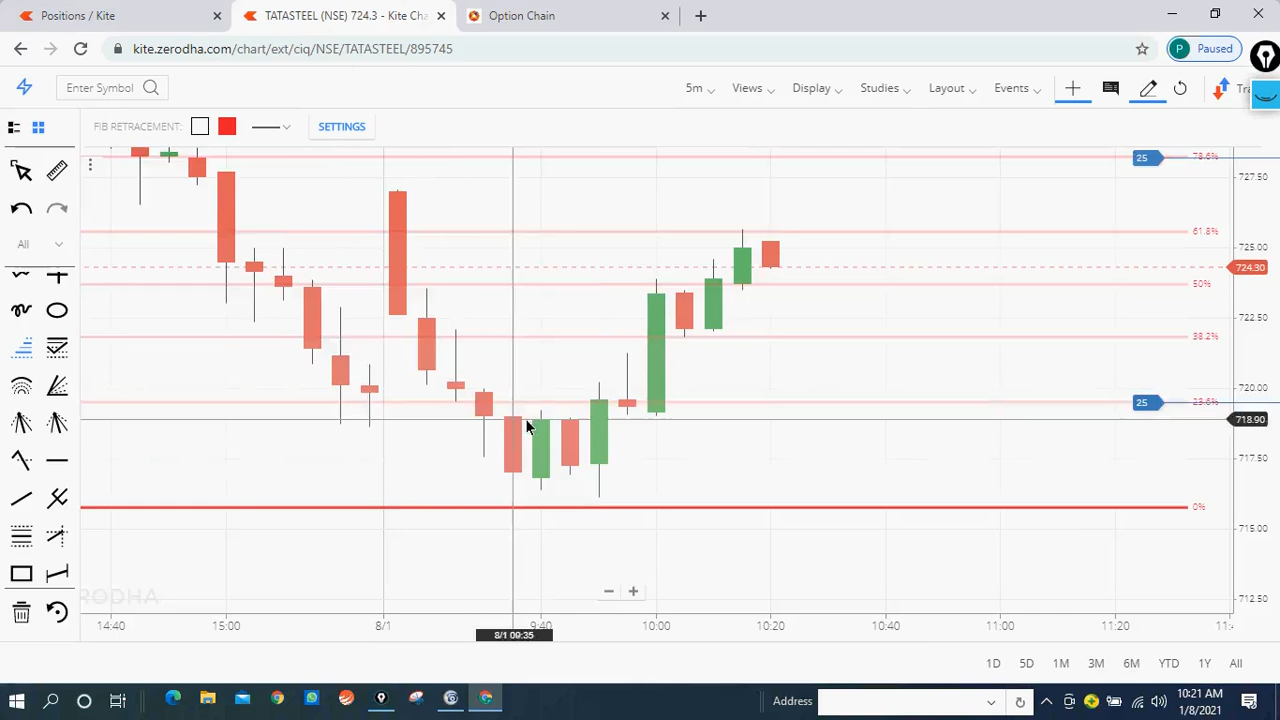 Positions / Kite
TATASTEEL (NSE) 724.3 - Kite Cha
Option Chain
kite.zerodha.com/chart/ext/ciq/NSE/TATASTEEL/895745
P Paused
Enter Symbol
5m Views Display Studies Layout Events Tra
FIB RETRACEMENT: SETTINGS
25 78.6%
727.50
All
61.8%
725.00
724.30
50%
722.50
38.2%
720.00
25 23.6%
718.90
717.50
0%
715.00
ERODHA
712.50
14:40 15:00 8/1 9:40 10:00 10:20 10:40 11:00 11:20 11:4
8/1 09:35
1D 5D 1M 3M 6M YTD 1Y All
Address
10:21 AM
1/8/2021